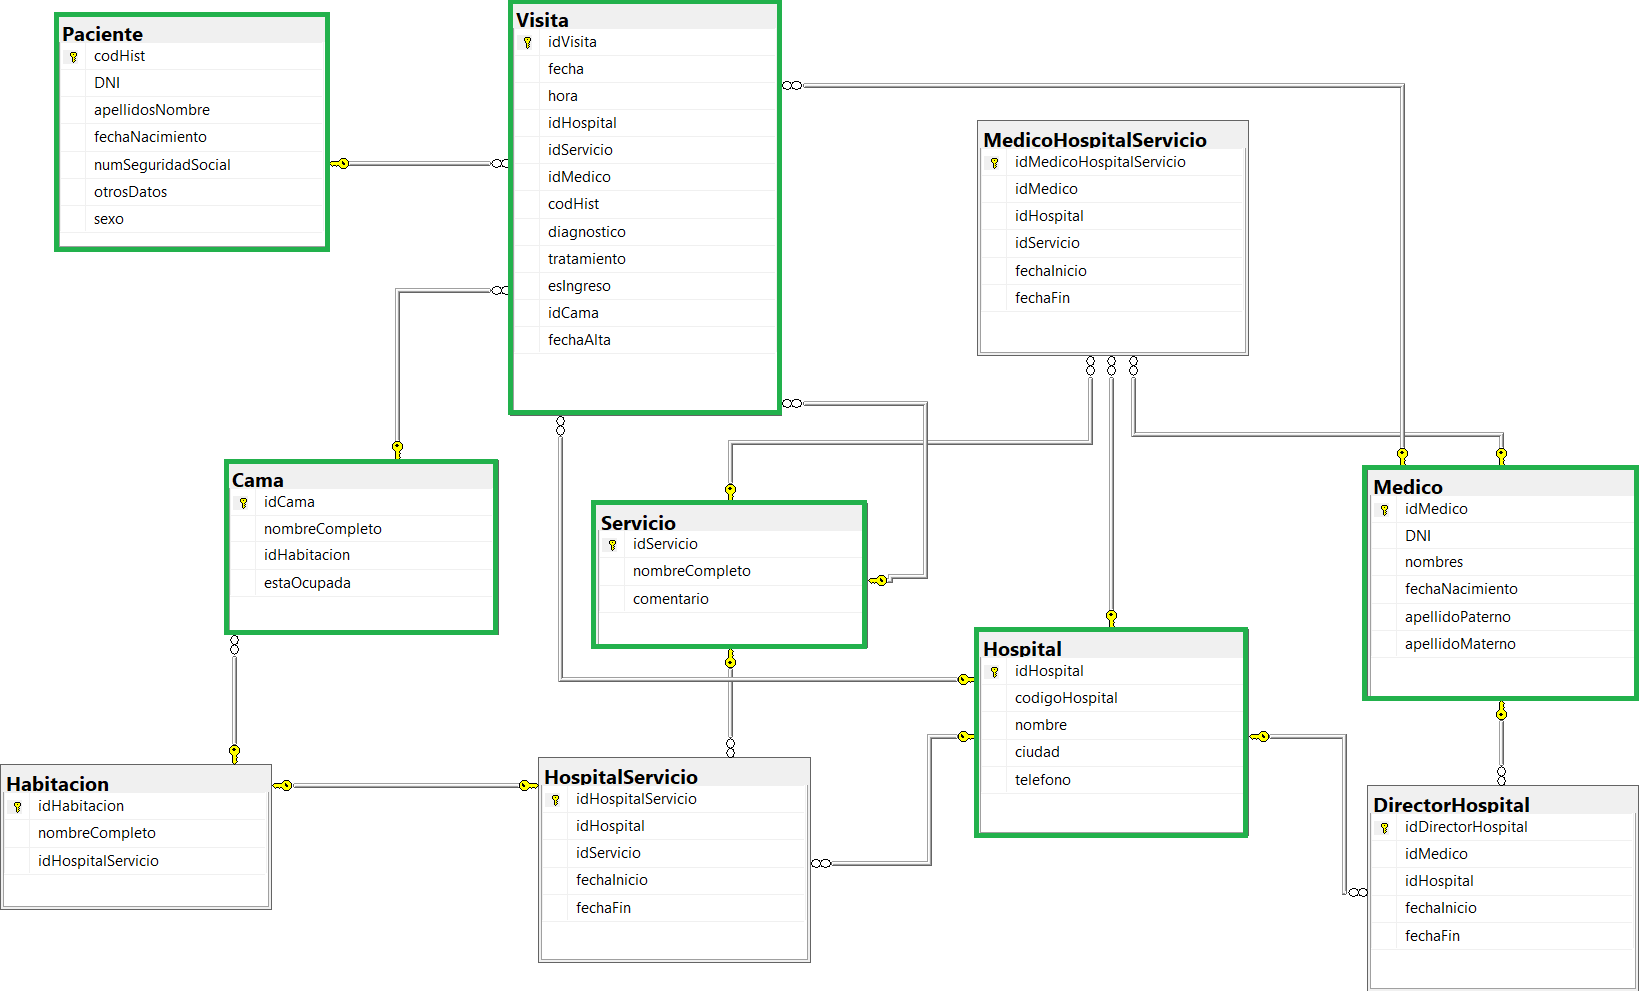 Paciente
codHist
DNI
apellidosNombre
fechaNacimiento
numSeguridadSocial
otrosDatos
sexo
Visita
idVisita
fecha
hora
idHospital
idServicio
idMedico
codHist
diagnostico
tratamiento
esIngreso
idCama
fechaAlta
MedicoHospitalServicio
idMedicoHospitalServicio
idMedico
idHospital
idServicio
fechaInicio
fechaFin
Cama
idCama
nombreCompleto
idHabitacion
estaOcupada
Servicio
idServicio
nombreCompleto
comentario
Medico
idMedico
DNI
nombres
fechaNacimiento
apellidoPaterno
apellidoMaterno
Hospital
idHospital
codigoHospital
nombre
ciudad
telefono
Habitacion
idHabitacion
nombreCompleto
idHospitalServicio
HospitalServicio
idHospitalServicio
idHospital
idServicio
fechaInicio
fechaFin
DirectorHospital
idDirectorHospital
idMedico
idHospital
fechaInicio
fechaFin